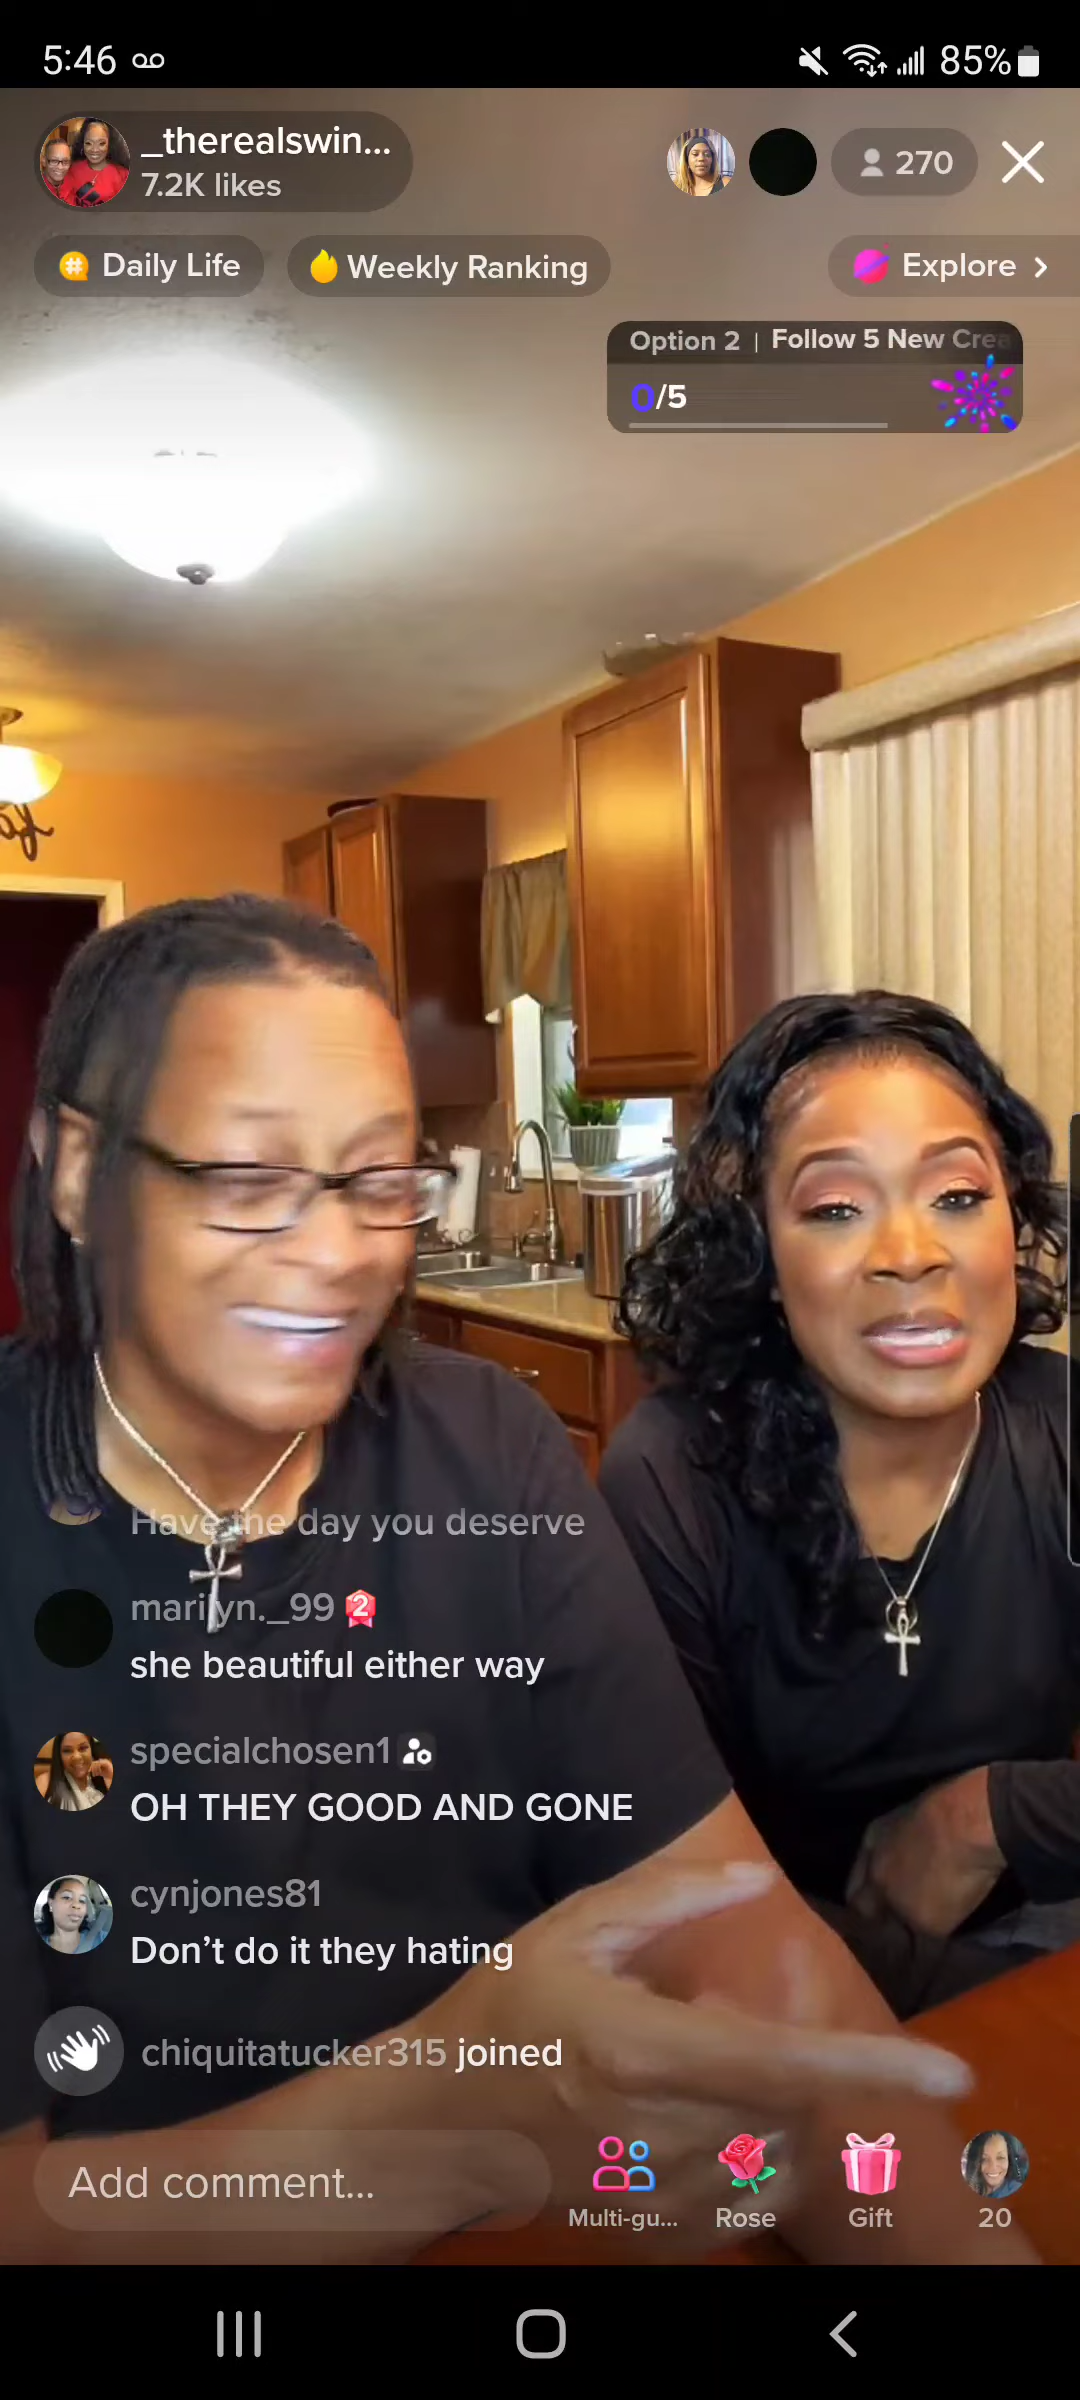 5:46
85%
_therealswin...
7.2K likes
270
Daily Life
Weekly Ranking
Explore
Option 2 | Follow 5 New Crea
0/5
Have the day you deserve
marilyn._99 2
she beautiful either way
specialchosen1
OH THEY GOOD AND GONE
cynjones81
Don’t do it they hating
chiquitatucker315 joined
Add comment...
Multi-gu...
Rose
Gift
20